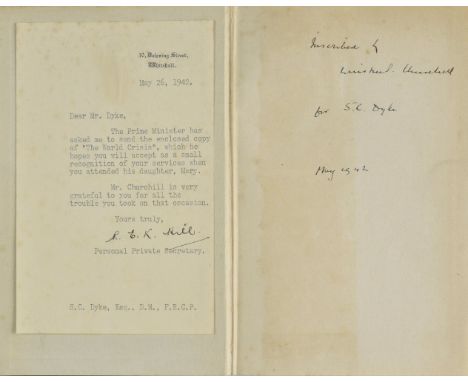 10, Downing Street,
Whitehall.
May 26, 1942.
Dear Mr. Dyke,
The Prime Minister has
asked me to send the enclosed copy
of "The World Crisis", which he
hopes you will accept as a small
recognition of your services when
you attended his daughter, Mary.
Mr. Churchill is very
grateful to you for all the
trouble you took on that occasion.
Yours truly,
K. Hill
Personal Private Secretary.
S.C. Dyke, Esq., D.M., F.R.C.P.
Inscribed by
Winston S. Churchill
for S.C. Dyke
May 1942